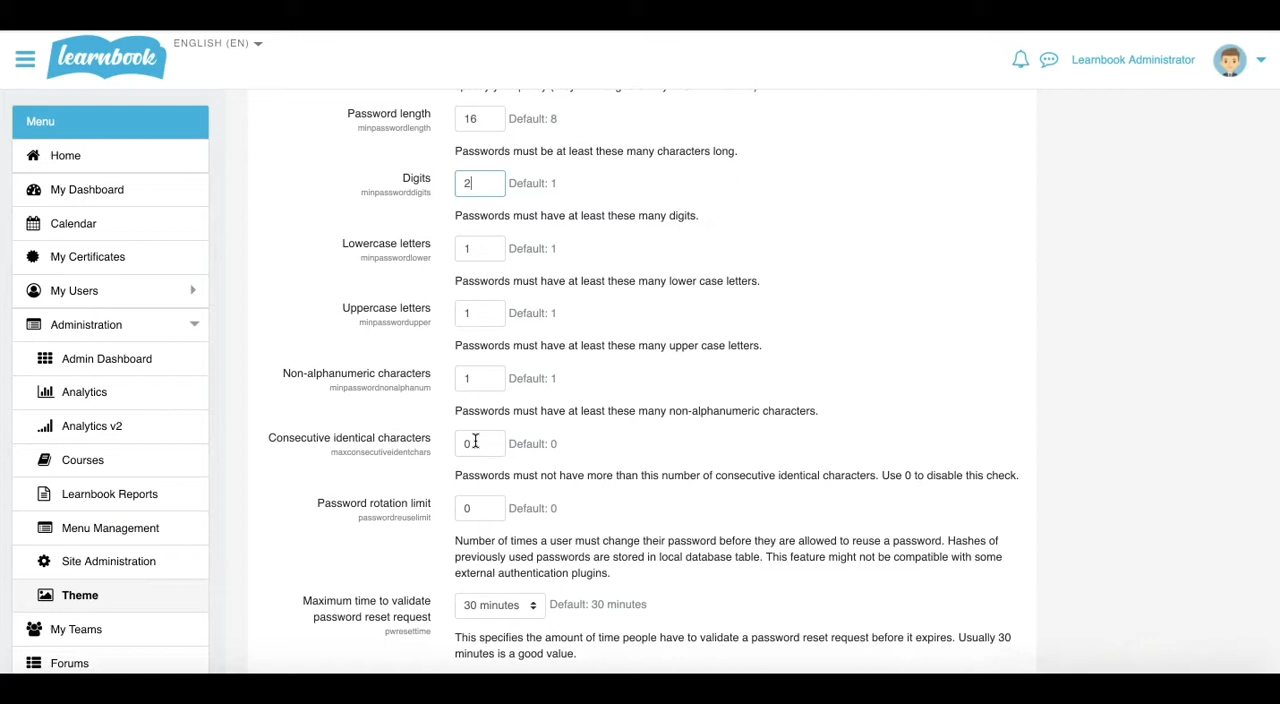 learnbook
ENGLISH (EN)
Learnbook Administrator
Menu
Home
My Dashboard
Calendar
My Certificates
My Users
Administration
Admin Dashboard
Analytics
Analytics v2
Courses
Learnbook Reports
Menu Management
Site Administration
Theme
My Teams
Forums
Password length
minpasswordlength
16 Default: 8
Passwords must be at least these many characters long.
Digits
minpassworddigits
2 Default: 1
Passwords must have at least these many digits.
Lowercase letters
minpasswordlower
1 Default: 1
Passwords must have at least these many lower case letters.
Uppercase letters
minpasswordupper
1 Default: 1
Passwords must have at least these many upper case letters.
Non-alphanumeric characters
minpasswordnonalphanum
1 Default: 1
Passwords must have at least these many non-alphanumeric characters.
Consecutive identical characters
maxconsecutiveidentchars
0 Default: 0
Passwords must not have more than this number of consecutive identical characters. Use 0 to disable this check.
Password rotation limit
passwordreuselimit
0 Default: 0
Number of times a user must change their password before they are allowed to reuse a password. Hashes of
previously used passwords are stored in local database table. This feature might not be compatible with some
external authentication plugins.
Maximum time to validate
password reset request
pwresettime
30 minutes Default: 30 minutes
This specifies the amount of time people have to validate a password reset request before it expires. Usually 30
minutes is a good value.